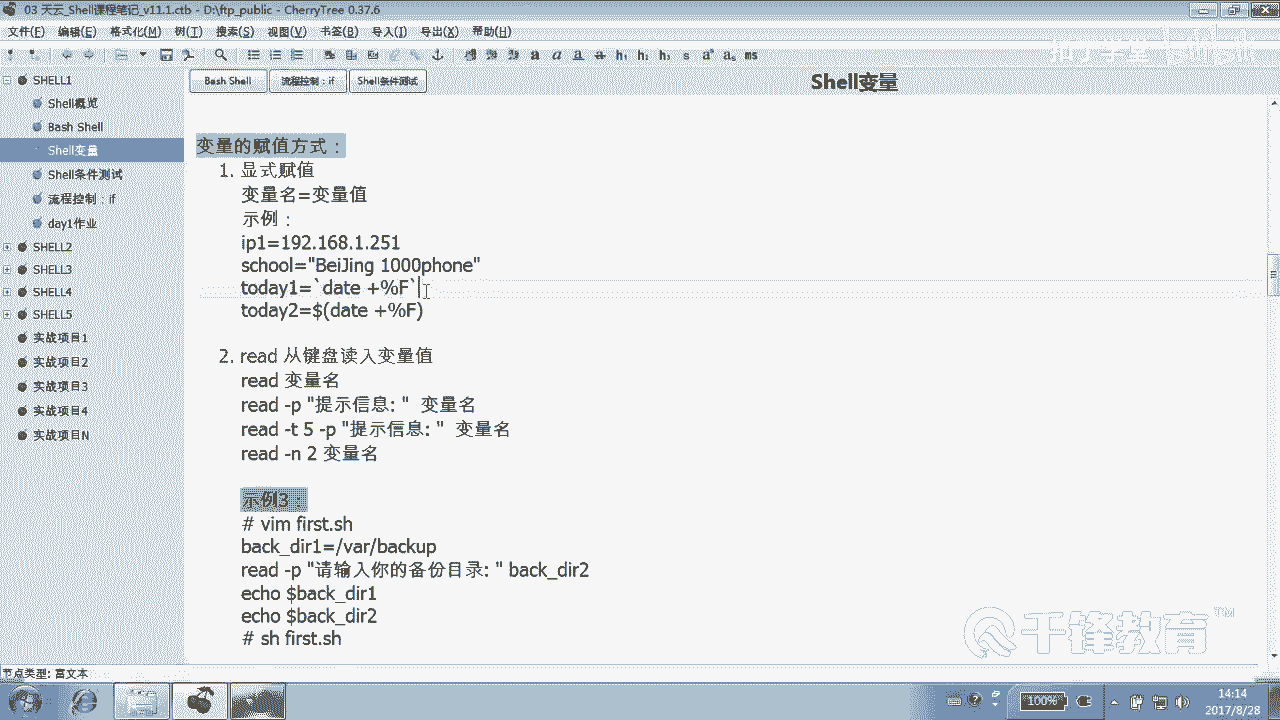 03 天云_Shell课程笔记_v11.1.ctb - D:\ftp_public - CherryTree 0.37.6
文件(F) 编辑(E) 格式化(M) 树(T) 搜索(S) 视图(V) 书签(B) 导入(I) 导出(X) 帮助(H)
SHELL1
Shell概览
Bash Shell
Shell变量
Shell条件测试
流程控制：if
day1作业
SHELL2
SHELL3
SHELL4
SHELL5
实战项目1
实战项目2
实战项目3
实战项目4
实战项目N
Bash Shell 流程控制：if Shell条件测试 Shell变量
变量的赋值方式：
1. 显式赋值
变量名=变量值
示例：
ip1=192.168.1.251
school="BeiJing 1000phone"
today1=`date +%F`
today2=$(date +%F)
2. read 从键盘读入变量值
read 变量名
read -p "提示信息: " 变量名
read -t 5 -p "提示信息: " 变量名
read -n 2 变量名
示例3：
# vim first.sh
back_dir1=/var/backup
read -p "请输入你的备份目录: " back_dir2
echo $back_dir1
echo $back_dir2
# sh first.sh
千锋教育™
节点类型: 富文本
100%
14:14
2017/8/28